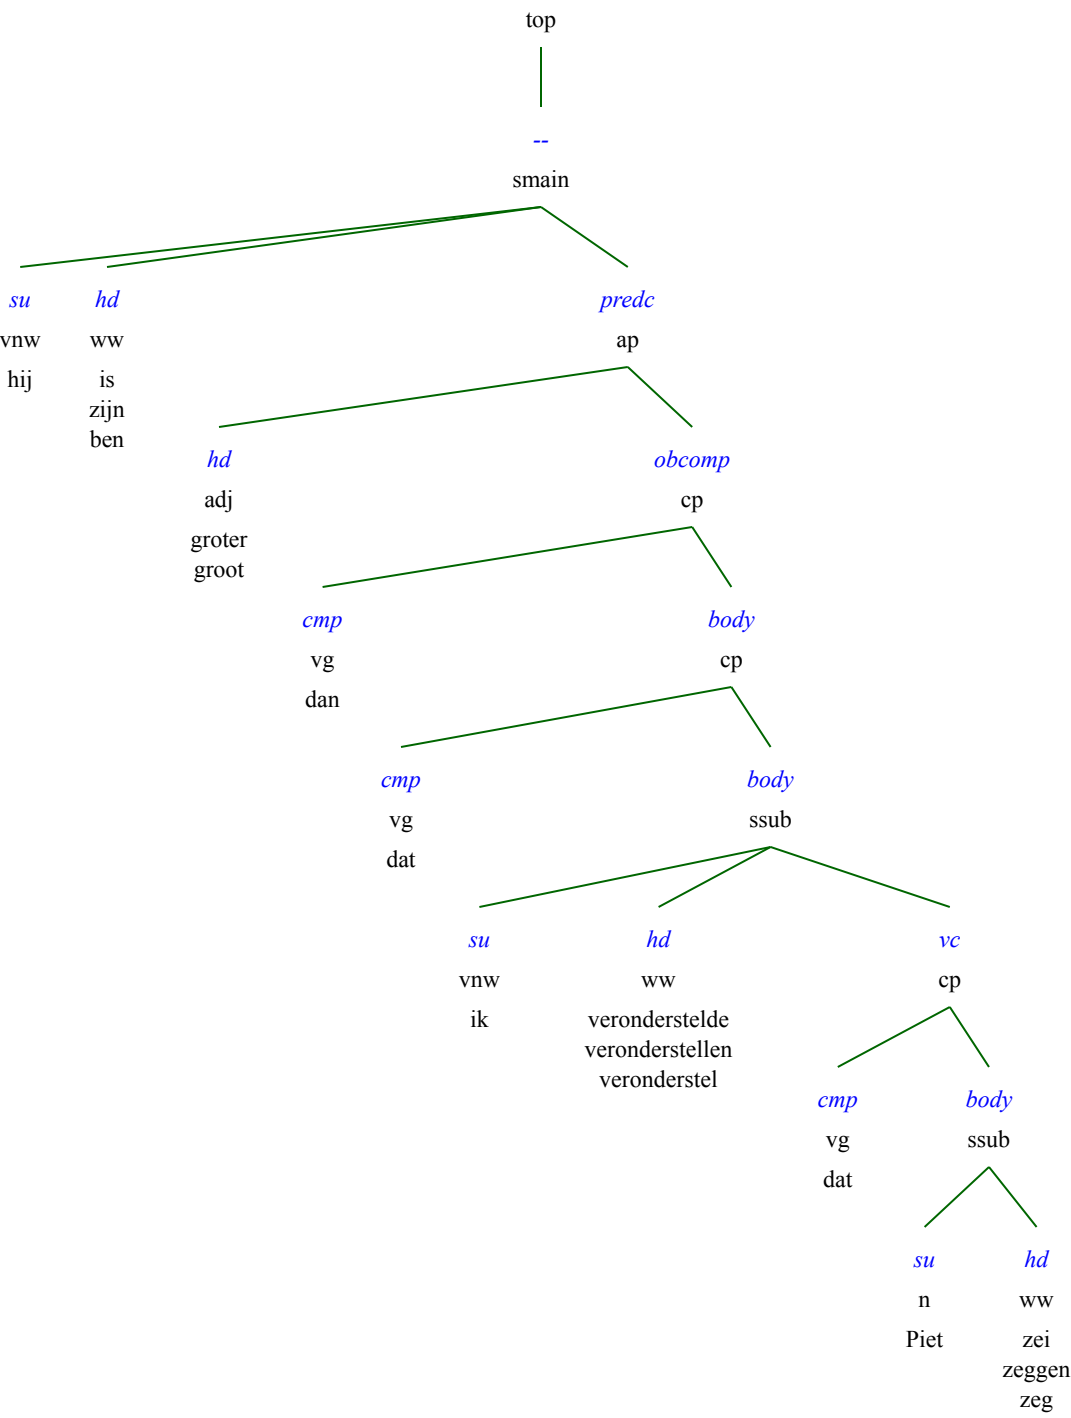 top
--
smain
su hd predc
vnw ww ap
hij is
zijn
ben
hd obcomp
adj cp
groter
groot
cmp body
vg cp
dan
cmp body
vg ssub
dat
su hd vc
vnw ww cp
ik veronderstelde
veronderstellen
veronderstel
cmp body
vg ssub
dat
su hd
n ww
Piet zei
zeggen
zeg